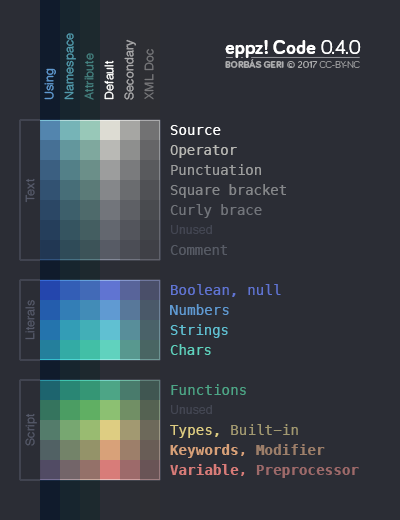 eppz! Code 0.4.0
BORBÁS GERI © 2017 CC-BY-NC
Using
Namespace
Attribute
Default
Secondary
XML Doc
Text
Source
Operator
Punctuation
Square bracket
Curly brace
Unused
Comment
Literals
Boolean, null
Numbers
Strings
Chars
Script
Functions
Unused
Types, Built-in
Keywords, Modifier
Variable, Preprocessor